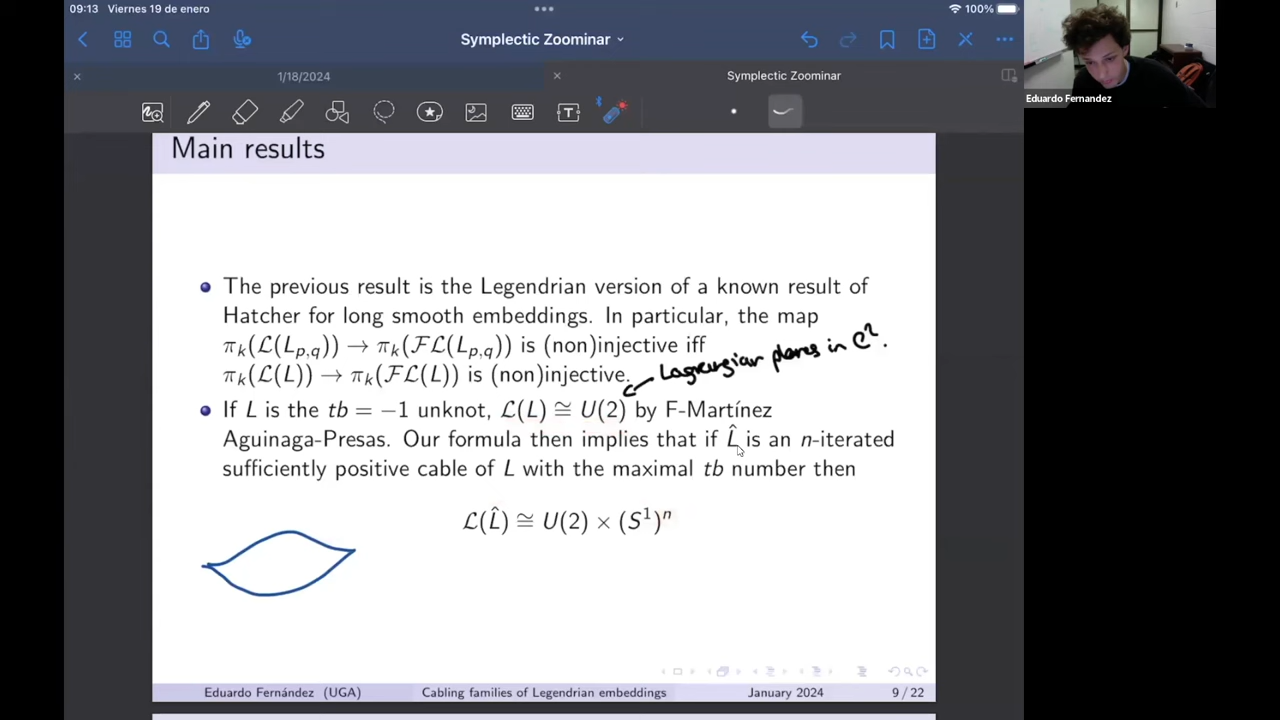 09:13 Viernes 19 de enero
100%
Symplectic Zoominar
1/18/2024
Symplectic Zoominar
Eduardo Fernandez
Main results
The previous result is the Legendrian version of a known result of
Hatcher for long smooth embeddings. In particular, the map
π_k(𝓛(L_{p,q})) → π_k(𝓕𝓛(L_{p,q})) is (non)injective iff
π_k(𝓛(L)) → π_k(𝓕𝓛(L)) is (non)injective.
Lagrangian planes in ℂ².
If L is the tb = −1 unknot, 𝓛(L) ≅ U(2) by F-Martínez
Aguinaga-Presas. Our formula then implies that if L̂ is an n-iterated
sufficiently positive cable of L with the maximal tb number then
𝓛(L̂) ≅ U(2) × (S¹)ⁿ
Eduardo Fernández (UGA) Cabling families of Legendrian embeddings January 2024 9 / 22